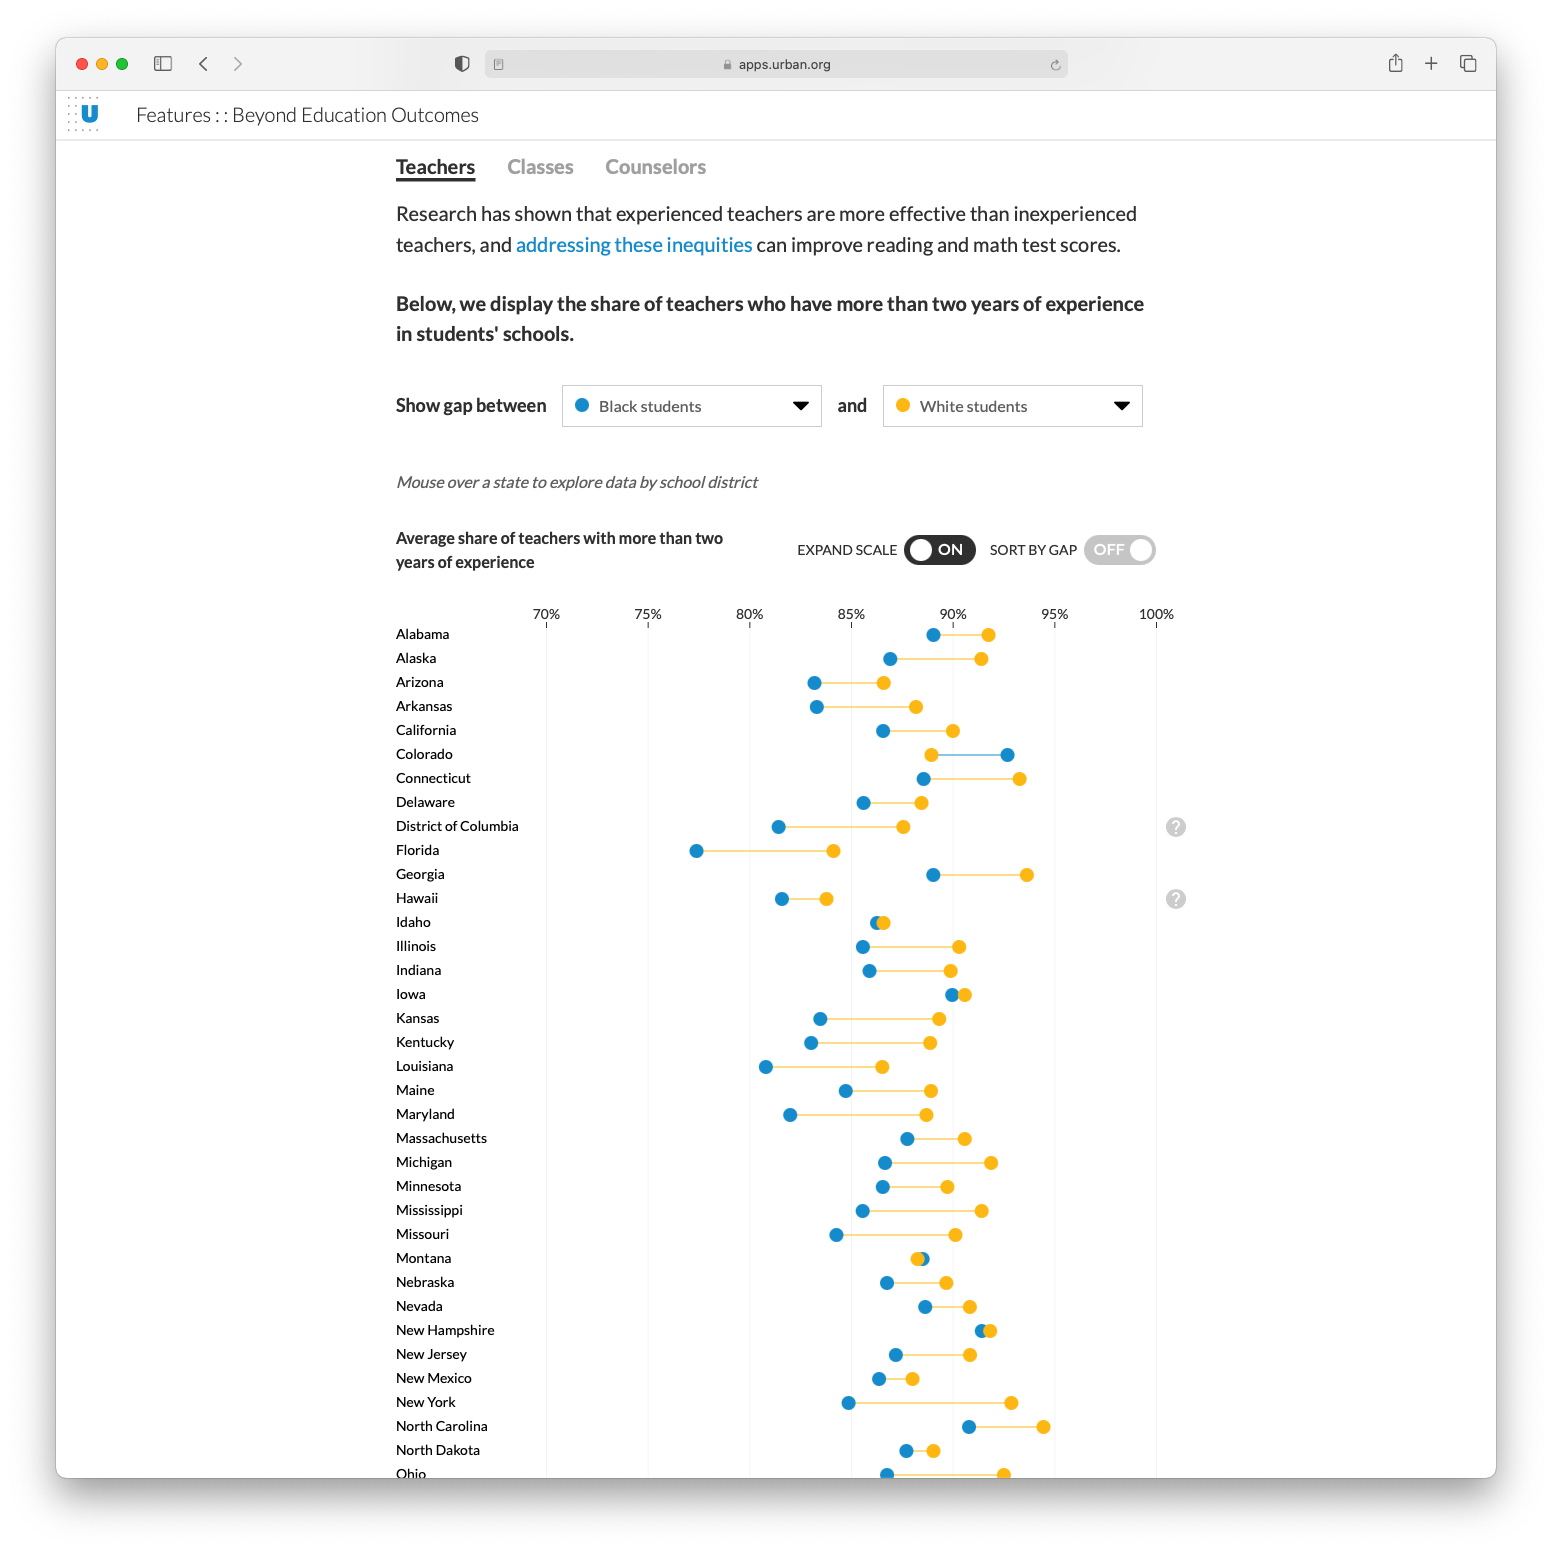 apps.urban.org
U
Features : : Beyond Education Outcomes
Teachers Classes Counselors
Research has shown that experienced teachers are more effective than inexperienced
teachers, and addressing these inequities can improve reading and math test scores.
Below, we display the share of teachers who have more than two years of experience
in students' schools.
Show gap between Black students and White students
Mouse over a state to explore data by school district
Average share of teachers with more than two
years of experience
EXPAND SCALE ON SORT BY GAP OFF
70% 75% 80% 85% 90% 95% 100%
Alabama
Alaska
Arizona
Arkansas
California
Colorado
Connecticut
Delaware
District of Columbia ?
Florida
Georgia
Hawaii ?
Idaho
Illinois
Indiana
Iowa
Kansas
Kentucky
Louisiana
Maine
Maryland
Massachusetts
Michigan
Minnesota
Mississippi
Missouri
Montana
Nebraska
Nevada
New Hampshire
New Jersey
New Mexico
New York
North Carolina
North Dakota
Ohio